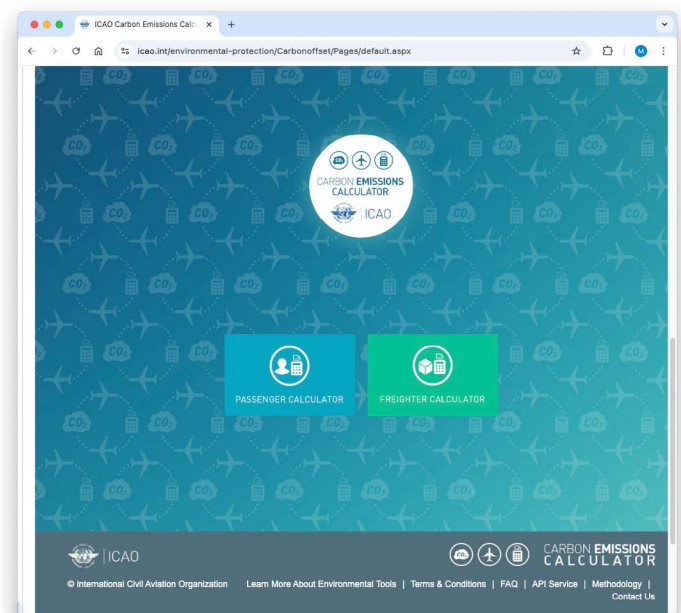 ICAO Carbon Emissions Calc
icao.int/environmental-protection/Carbonoffset/Pages/default.aspx
M
CO₂
CARBON EMISSIONS
CALCULATOR
ICAO
PASSENGER CALCULATOR
FREIGHTER CALCULATOR
ICAO
CO₂
CARBON EMISSIONS
CALCULATOR
© International Civil Aviation Organization
Learn More About Environmental Tools | Terms & Conditions | FAQ | API Service | Methodology |
Contact Us